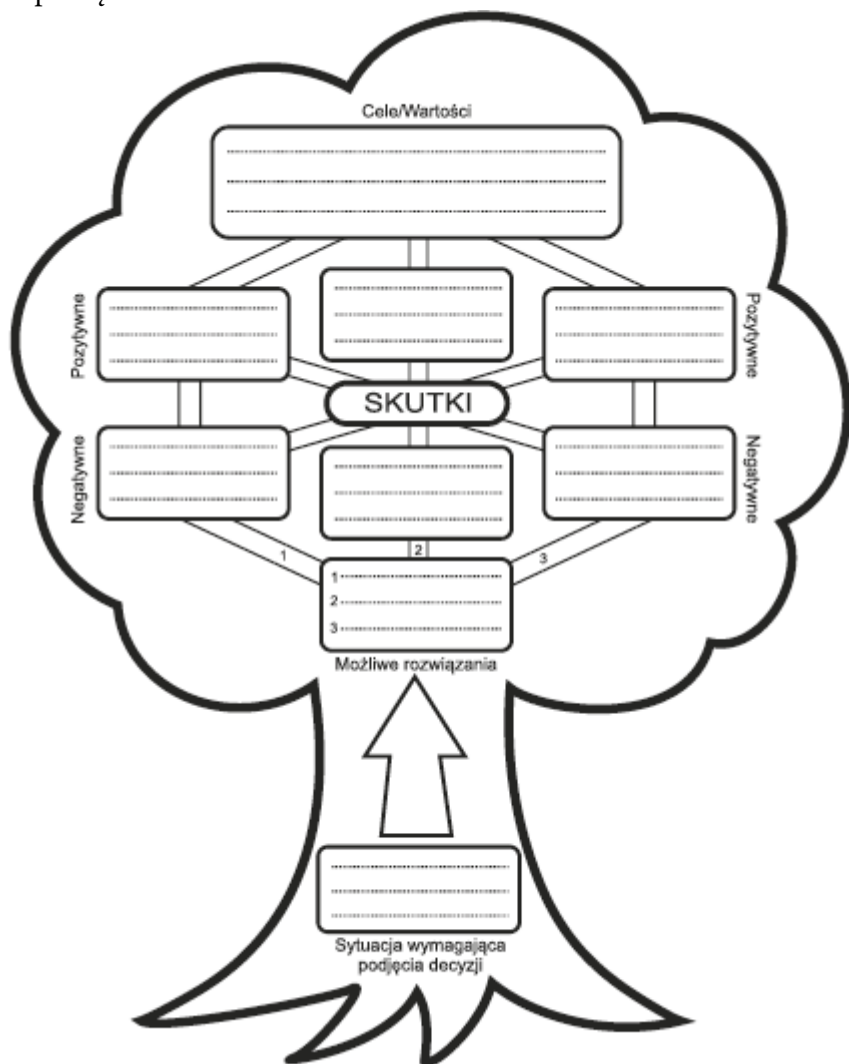 Cele/Wartości
Pozytywne
Pozytywne
SKUTKI
Negatywne
Negatywne
1
2
3
1
2
3
Możliwe rozwiązania
Sytuacja wymagająca
podjęcia decyzji